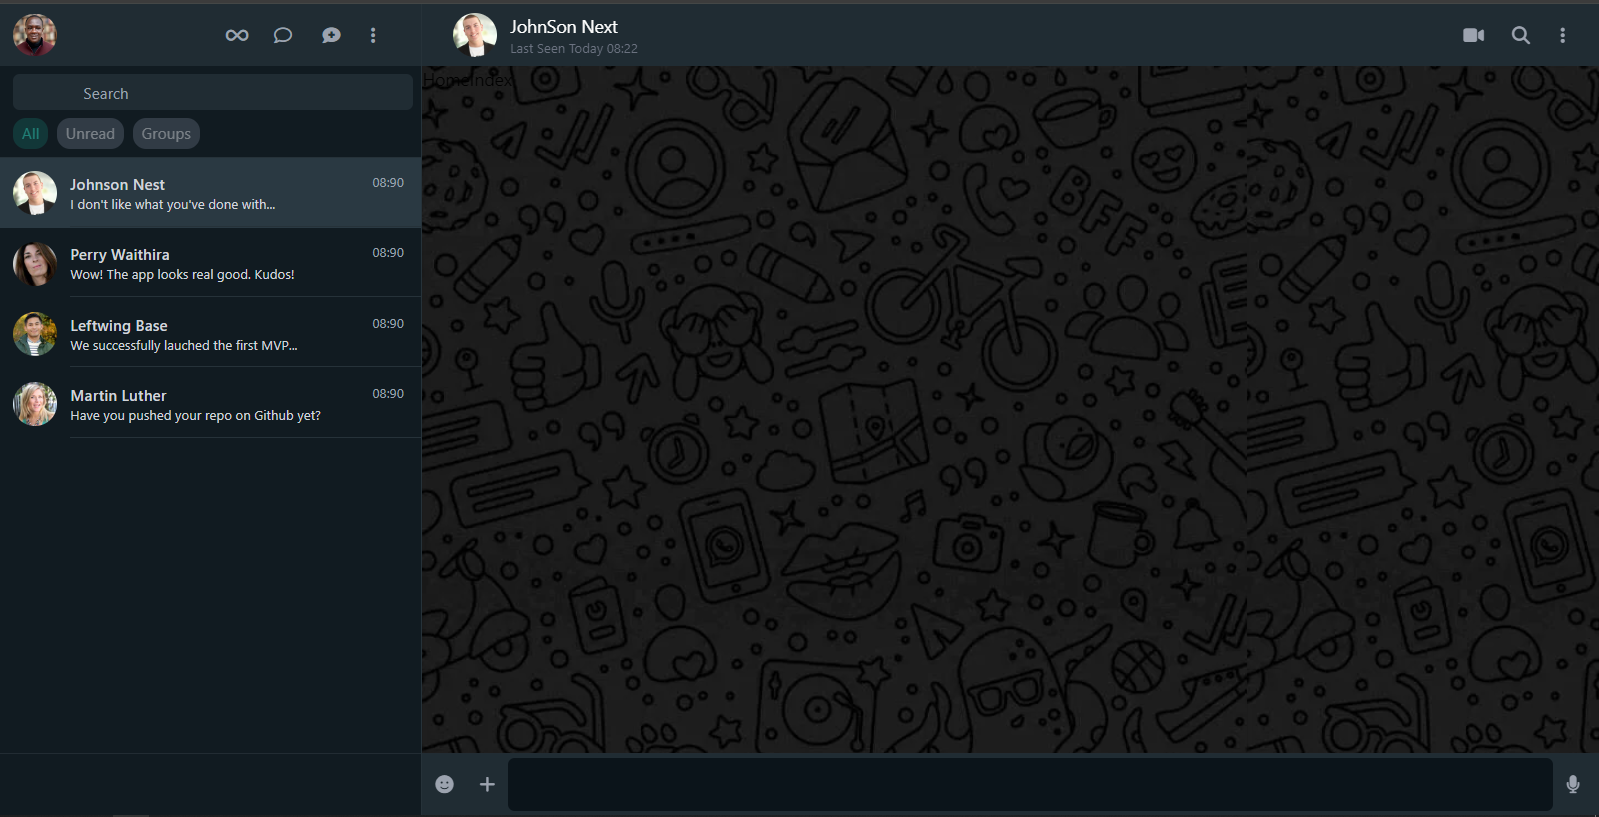 JohnSon Next
Last Seen Today 08:22
HomeIndex
Search
All
Unread
Groups
Johnson Nest
08:90
I don't like what you've done with...
Perry Waithira
08:90
Wow! The app looks real good. Kudos!
Leftwing Base
08:90
We successfully lauched the first MVP...
Martin Luther
08:90
Have you pushed your repo on Github yet?
BFF